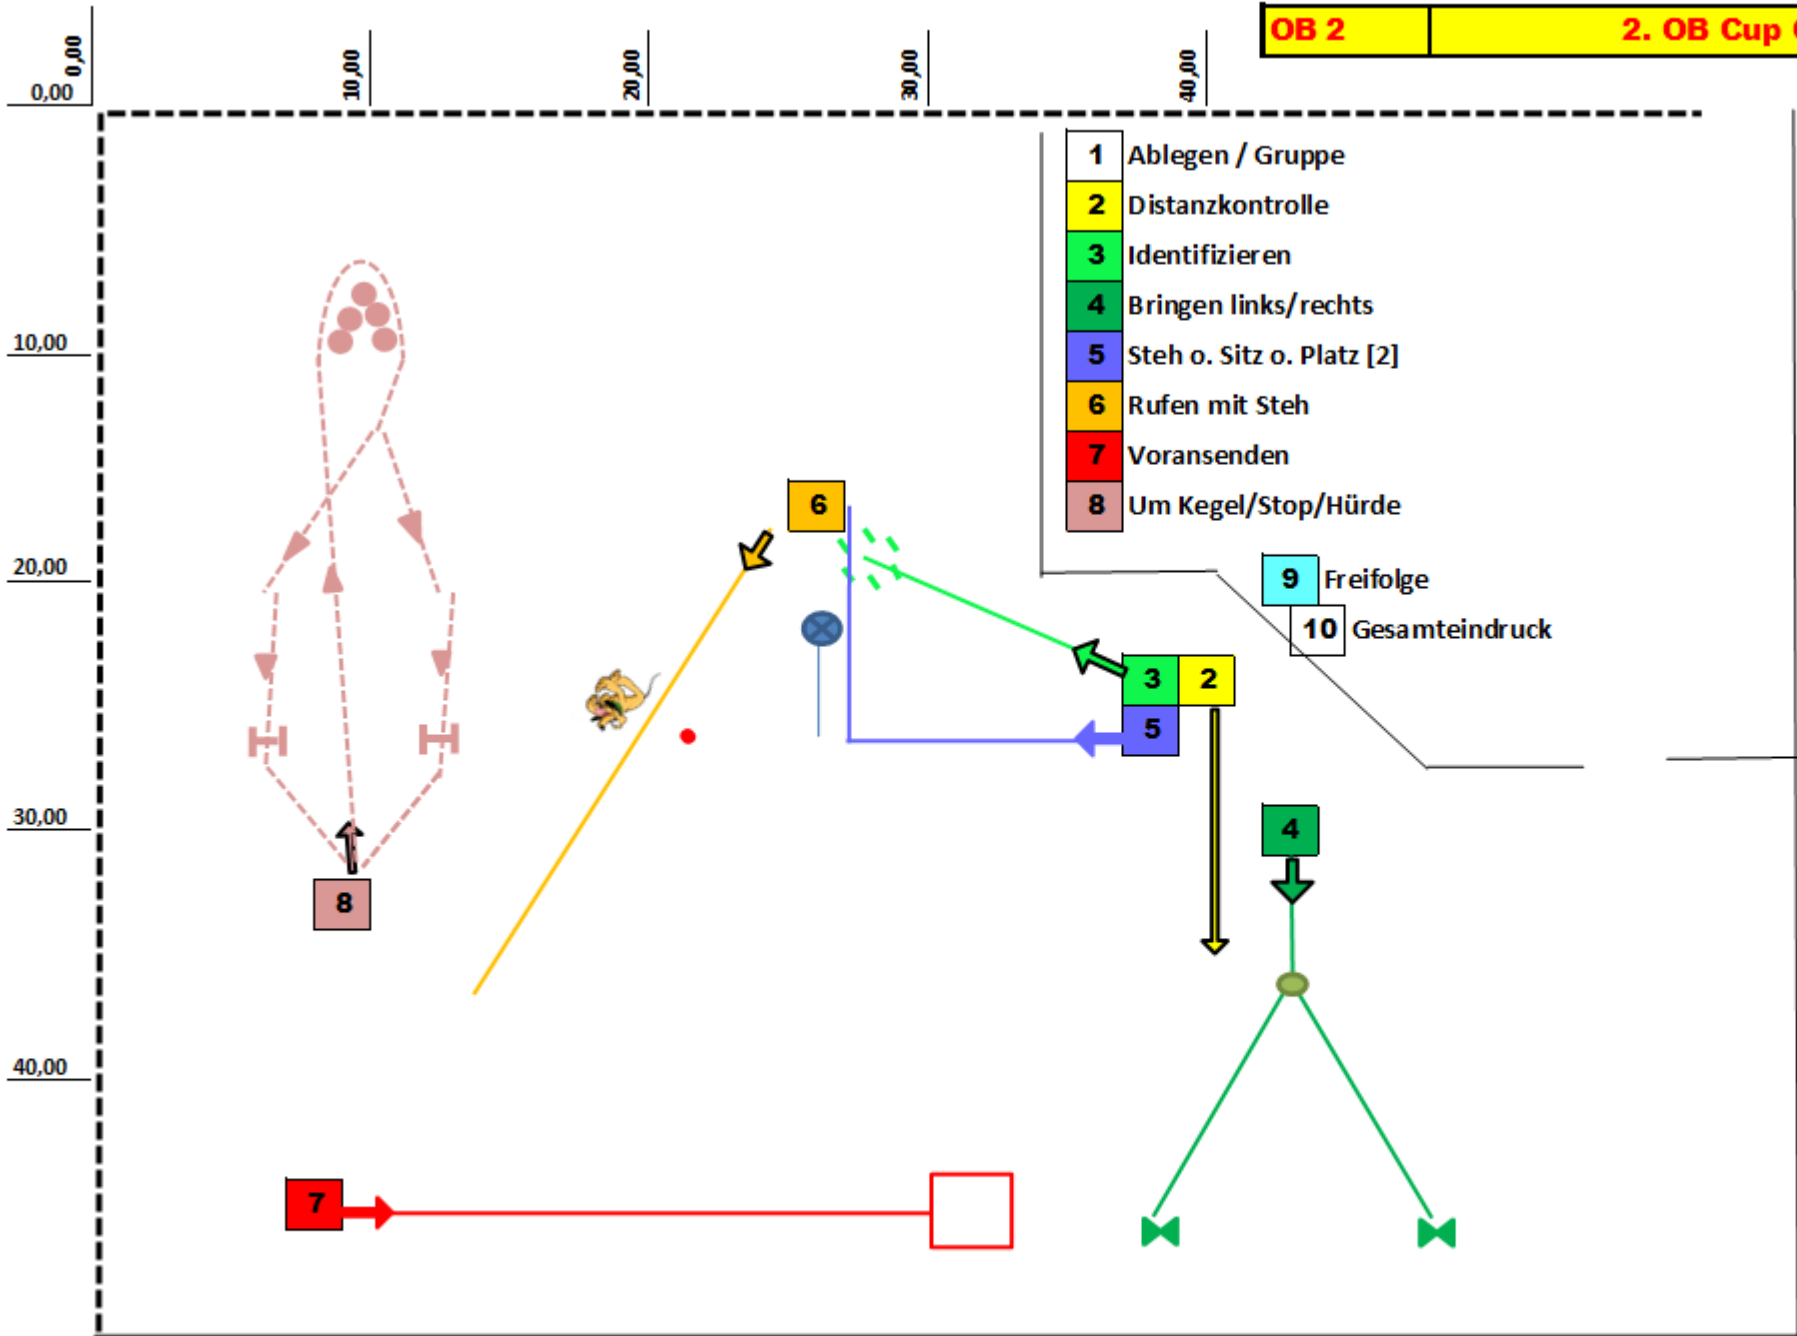 OB 2 2. OB Cup
0,00 10,00 20,00 30,00 40,00
0,00
1 Ablegen / Gruppe
2 Distanzkontrolle
3 Identifizieren
4 Bringen links/rechts
10,00
5 Steh o. Sitz o. Platz [2]
6 Rufen mit Steh
7 Voransenden
8 Um Kegel/Stop/Hürde
6
20,00
9 Freifolge
10 Gesamteindruck
3 2
5
30,00
4
8
40,00
7